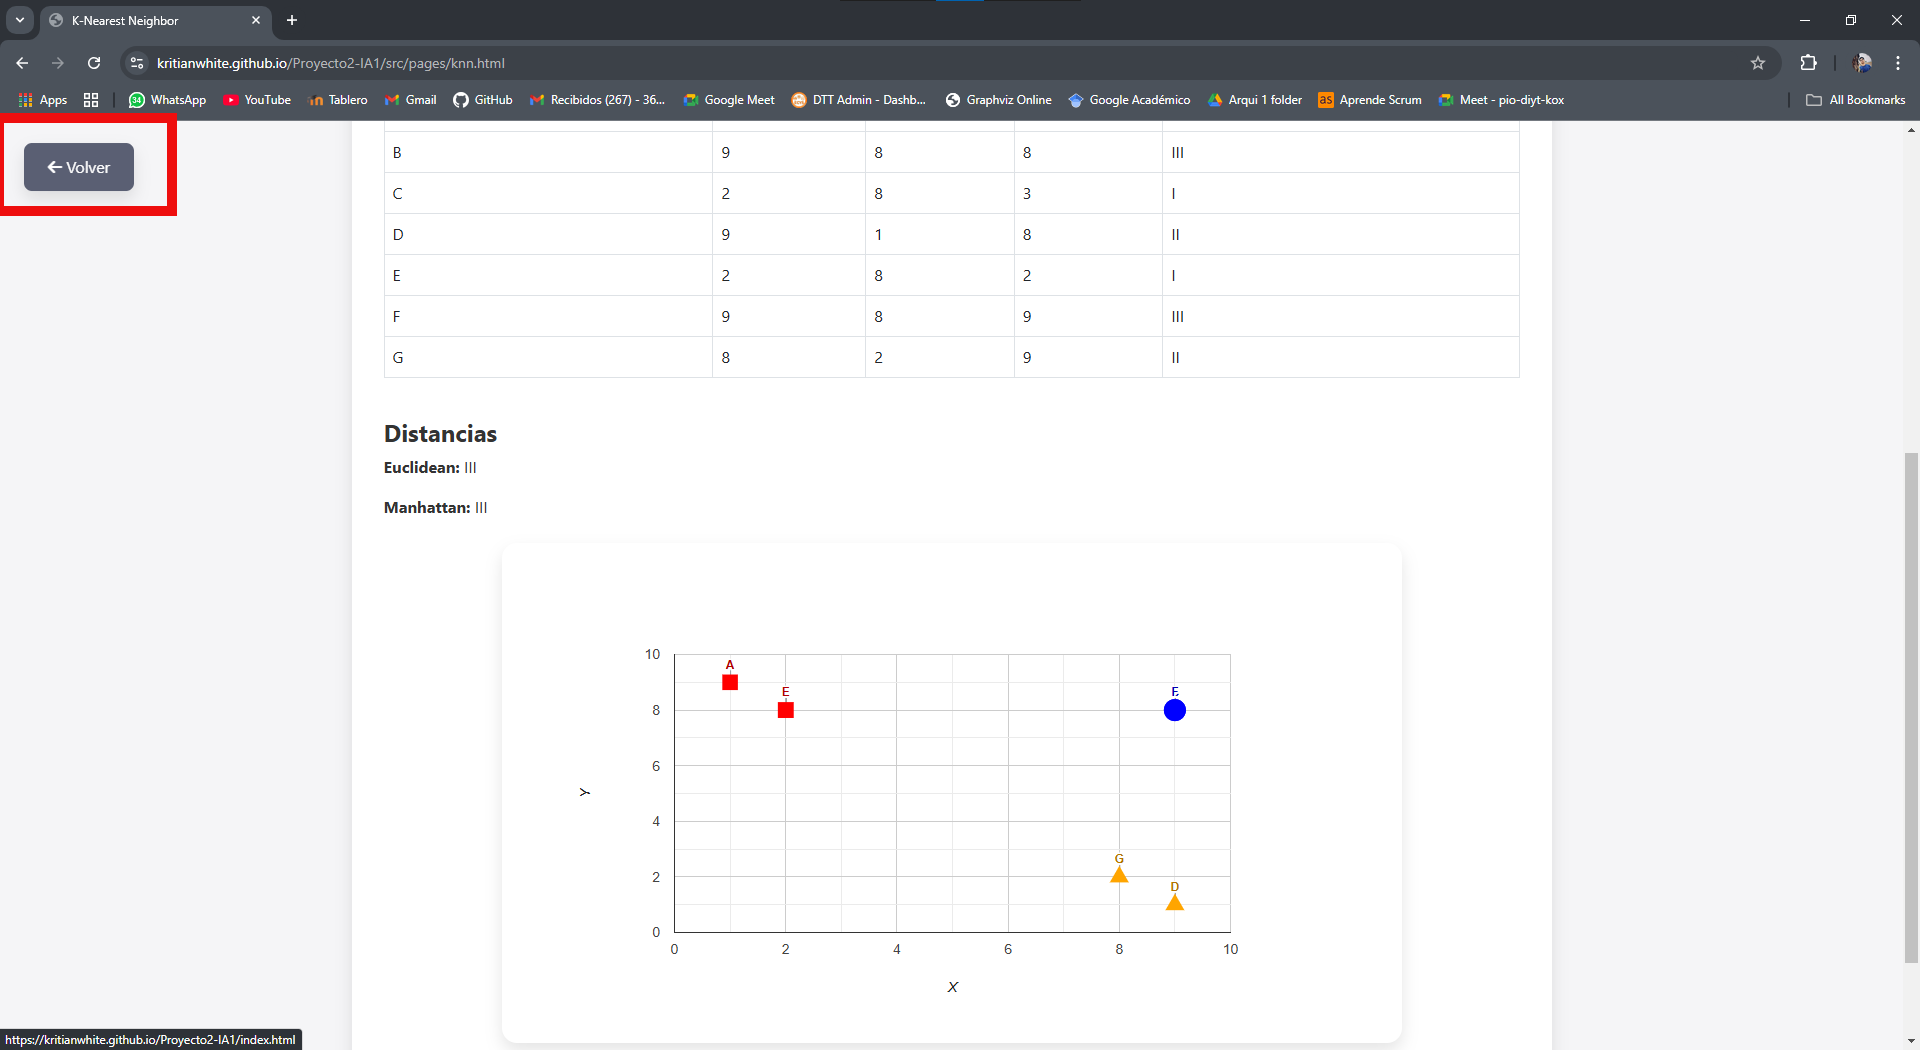 K-Nearest Neighbor
kritianwhite.github.io/Proyecto2-IA1/src/pages/knn.html
Apps WhatsApp YouTube Tablero Gmail GitHub Recibidos (267) - 36... Google Meet DTT Admin - Dashb... Graphviz Online Google Académico Arqui 1 folder as Aprende Scrum Meet - pio-diyt-kox All Bookmarks
34
Volver
B 9 8 8 III
C 2 8 3 I
D 9 1 8 II
E 2 8 2 I
F 9 8 9 III
G 8 2 9 II
Distancias
Euclidean: III
Manhattan: III
10
A
E
8
6
Y
4
G
2
D
0
0 2 4 6 8 10
X
https://kritianwhite.github.io/Proyecto2-IA1/index.html